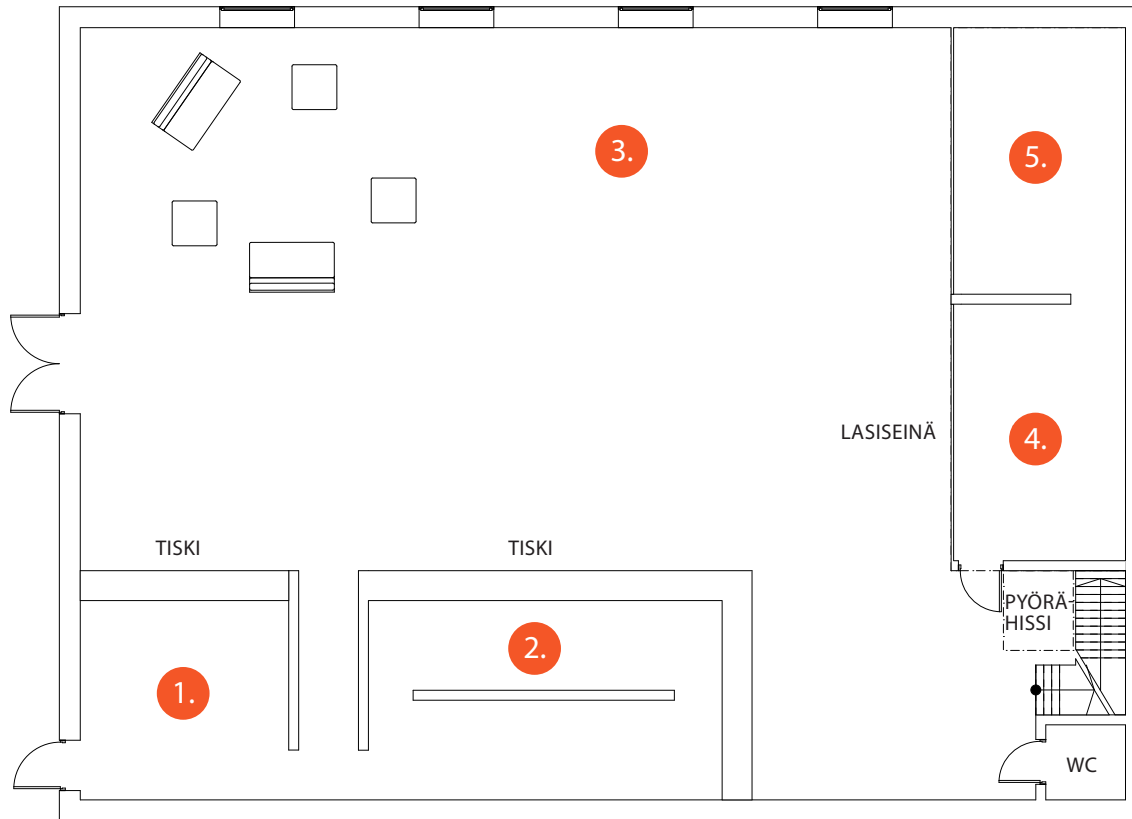 3.
5.
LASISEINÄ
4.
TISKI
TISKI
PYÖRÄ-
HISSI
2.
1.
WC